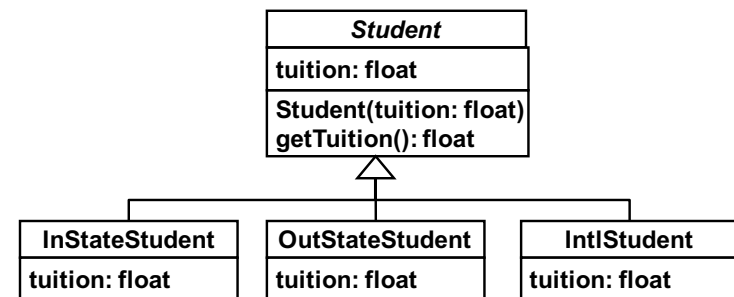 Student
tuition: float
Student(tuition: float)
getTuition(): float
InStateStudent
tuition: float
OutStateStudent
tuition: float
IntlStudent
tuition: float